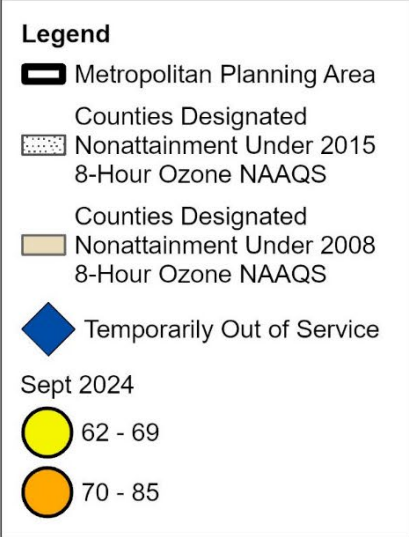 Legend
Metropolitan Planning Area
Counties Designated
Nonattainment Under 2015
8-Hour Ozone NAAQS
Counties Designated
Nonattainment Under 2008
8-Hour Ozone NAAQS
Temporarily Out of Service
Sept 2024
62 - 69
70 - 85